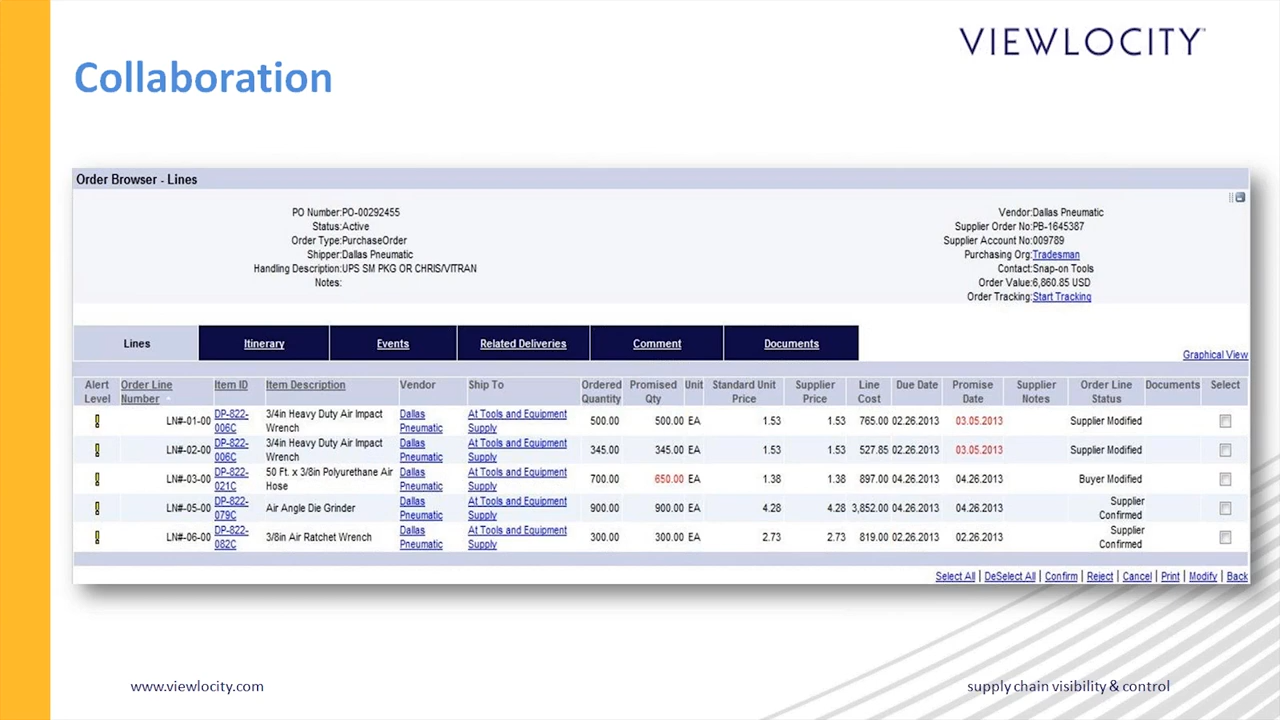 VIEWLOCITY™
Collaboration
Order Browser - Lines
PO Number:PO-00292455
Status:Active
Order Type:PurchaseOrder
Shipper:Dallas Pneumatic
Handling Description:UPS SM PKG OR CHRIS/VITRAN
Notes:
Vendor:Dallas Pneumatic
Supplier Order No:PB-1645387
Supplier Account No:009789
Purchasing Org:Tradesman
Contact:Snap-on Tools
Order Value:6,860.85 USD
Order Tracking:Start Tracking
Lines Itinerary Events Related Deliveries Comment Documents
Graphical View
Alert Level Order Line Number Item ID Item Description Vendor Ship To Ordered Quantity Promised Qty Unit Standard Unit Price Supplier Price Line Cost Due Date Promise Date Supplier Notes Order Line Status Documents Select
! LN#-01-00 DP-822-006C 3/4in Heavy Duty Air Impact Wrench Dallas Pneumatic At Tools and Equipment Supply 500.00 500.00 EA 1.53 1.53 765.00 02.26.2013 03.05.2013 Supplier Modified
! LN#-02-00 DP-822-006C 3/4in Heavy Duty Air Impact Wrench Dallas Pneumatic At Tools and Equipment Supply 345.00 345.00 EA 1.53 1.53 527.85 02.26.2013 03.05.2013 Supplier Modified
! LN#-03-00 DP-822-021C 50 Ft. x 3/8in Polyurethane Air Hose Dallas Pneumatic At Tools and Equipment Supply 700.00 650.00 EA 1.38 1.38 897.00 04.26.2013 04.26.2013 Buyer Modified
! LN#-05-00 DP-822-079C Air Angle Die Grinder Dallas Pneumatic At Tools and Equipment Supply 900.00 900.00 EA 4.28 4.28 3,852.00 04.26.2013 04.26.2013 Supplier Confirmed
! LN#-06-00 DP-822-082C 3/8in Air Ratchet Wrench Dallas Pneumatic At Tools and Equipment Supply 300.00 300.00 EA 2.73 2.73 819.00 02.26.2013 02.26.2013 Supplier Confirmed
Select All | DeSelect All | Confirm | Reject | Cancel | Print | Modify | Back
www.viewlocity.com
supply chain visibility & control